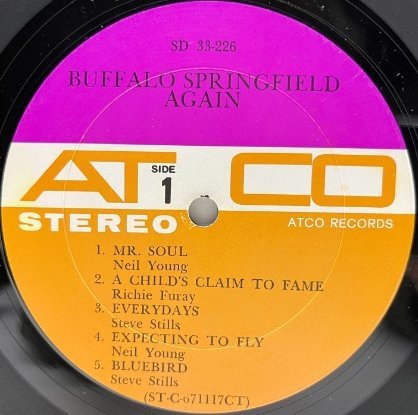 SD 33-226
BUFFALO SPRINGFIELD
AGAIN
ATCO
SIDE
1
STEREO
ATCO RECORDS
1. MR. SOUL
Neil Young
2. A CHILD'S CLAIM TO FAME
Richie Furay
3. EVERYDAYS
Steve Stills
4. EXPECTING TO FLY
Neil Young
5. BLUEBIRD
Steve Stills
(ST-C-671117CT)